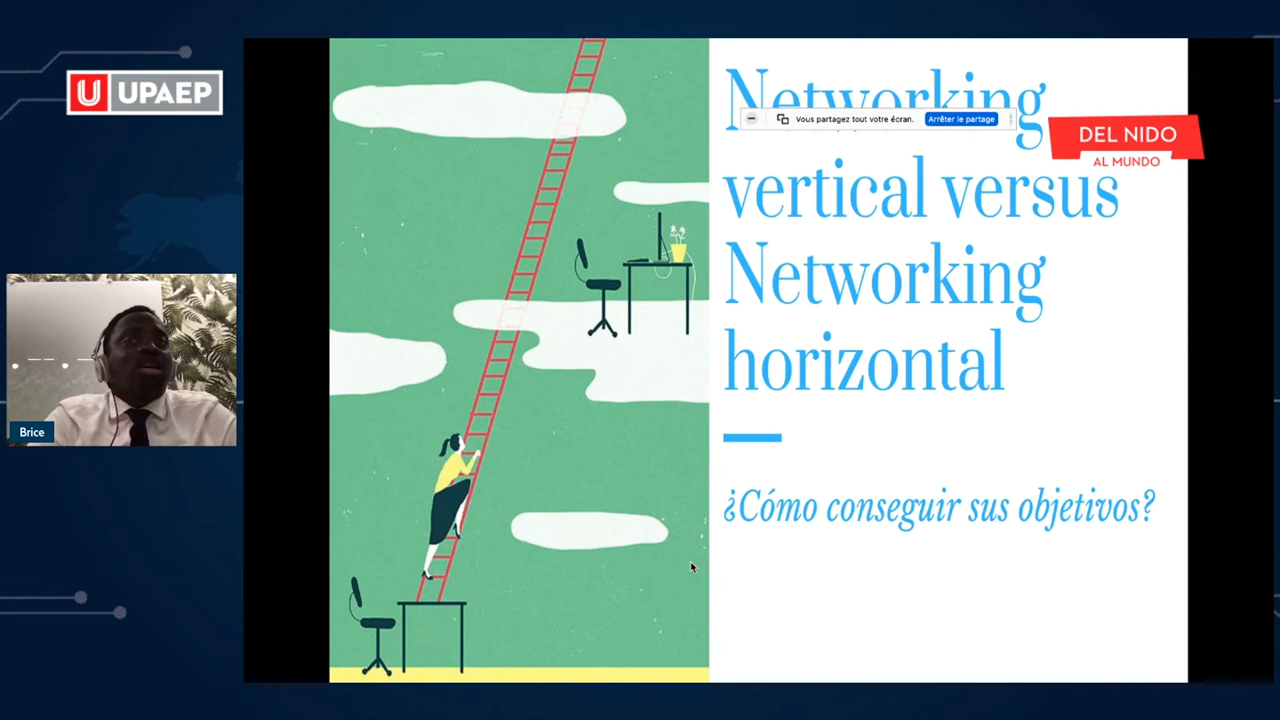 U UPAEP
Networking
Vous partagez tout votre écran. Arrêter le partage
DEL NIDO
AL MUNDO
vertical versus
Networking
horizontal
¿Cómo conseguir sus objetivos?
Brice